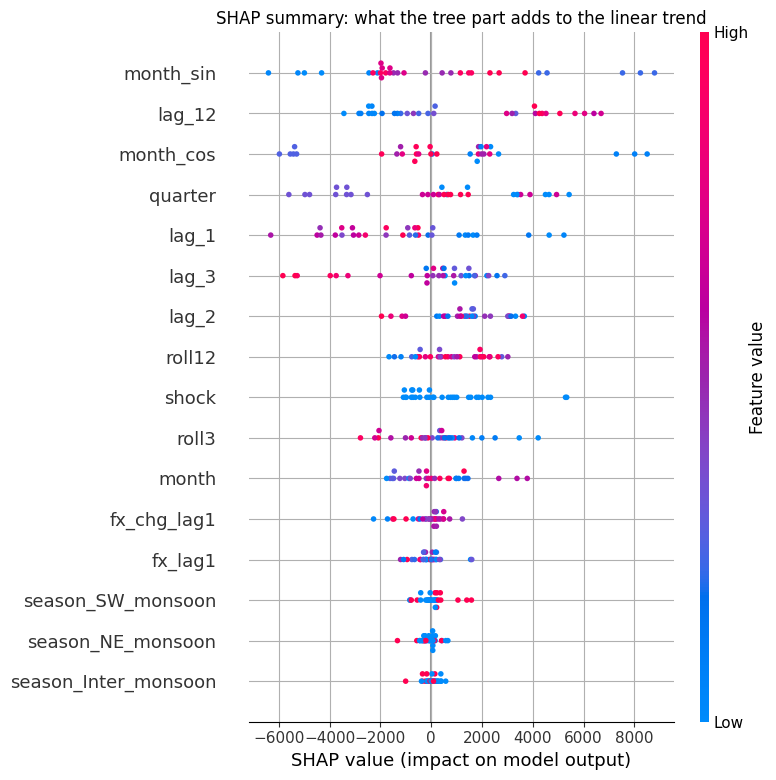 SHAP summary: what the tree part adds to the linear trend
High
month_sin
lag_12
month_cos
quarter
lag_1
lag_3
lag_2
roll12
shock
roll3
month
fx_chg_lag1
fx_lag1
season_SW_monsoon
season_NE_monsoon
season_Inter_monsoon
Feature value
Low
−6000 −4000 −2000 0 2000 4000 6000 8000
SHAP value (impact on model output)